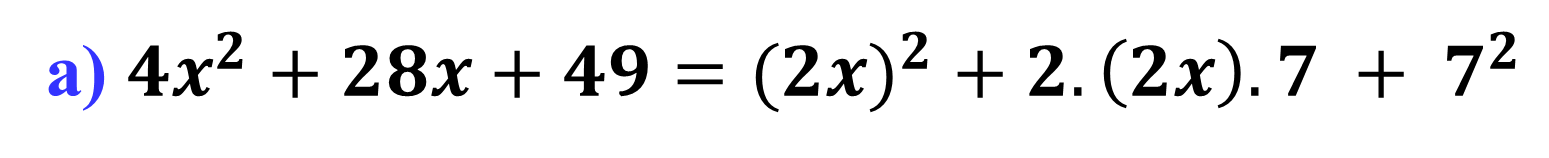 a) 4x² + 28x + 49 = (2x)² + 2. (2x). 7 + 7²